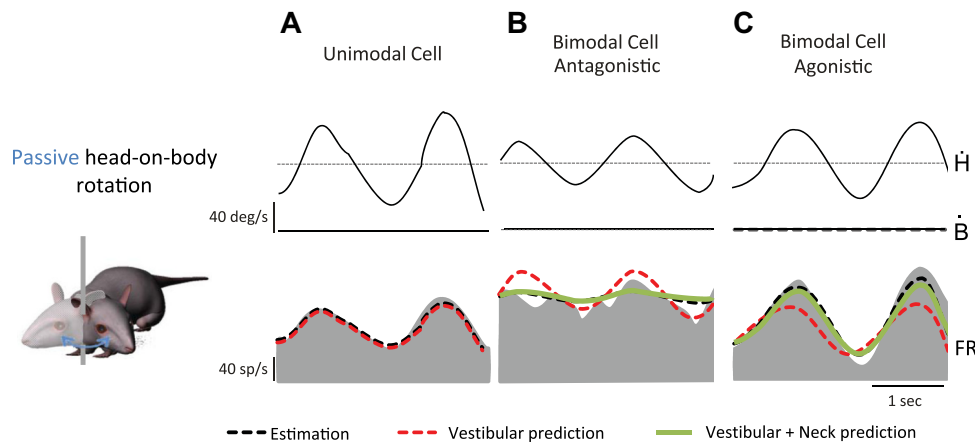 A
B
C
Unimodal Cell
Bimodal Cell
Antagonistic
Bimodal Cell
Agonistic
Passive head-on-body
rotation
Ḣ
40 deg/s
Ḃ
40 sp/s
FR
1 sec
Estimation
Vestibular prediction
Vestibular + Neck prediction